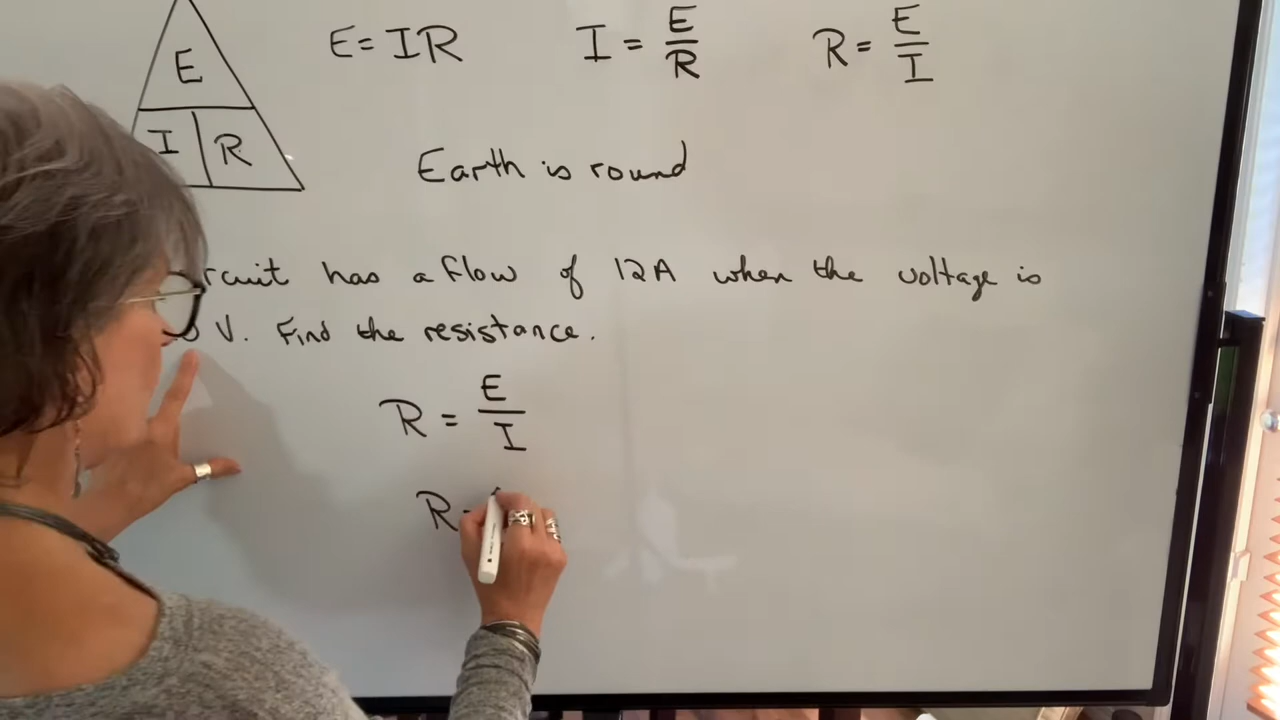 E
I R
E = IR
I = E/R
R = E/I
Earth is round
rcuit has a flow of 12A when the voltage is
V. Find the resistance.
R = E/I
R